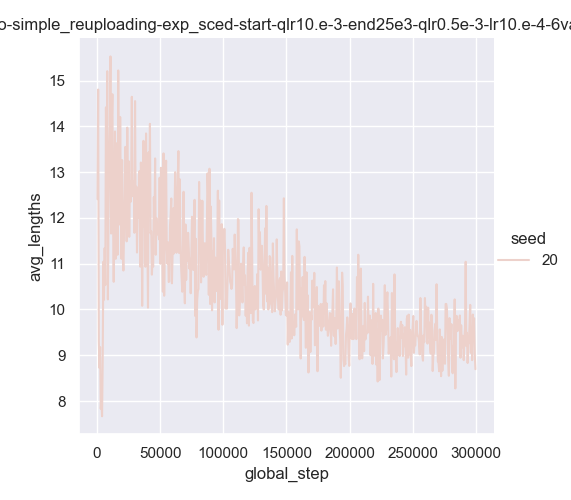 o-simple_reuploading-exp_sced-start-qlr10.e-3-end25e3-qlr0.5e-3-lr10.e-4-6va
15
14
13
12
11
10
9
8
avg_lengths
0 50000 100000 150000 200000 250000 300000
global_step
seed
20